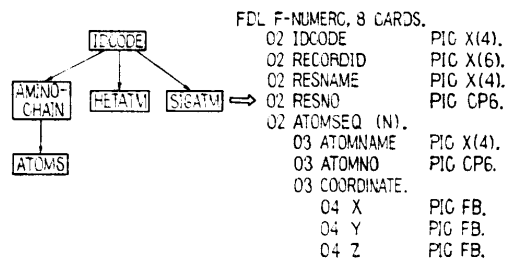 IDCODE
AMINO-
CHAIN
HETATM
SIGATM
ATOMS
FDL F-NUMERO, 8 CARDS.
02 IDCODE PIC X(4).
02 RECORDID PIC X(6).
02 RESNAME PIC X(4).
02 RESNO PIC CP6.
02 ATOMSEQ (N).
03 ATOMNAME PIC X(4).
03 ATOMNO PIC CP6.
03 COORDINATE.
04 X PIC FB.
04 Y PIC FB.
04 Z PIC FB.